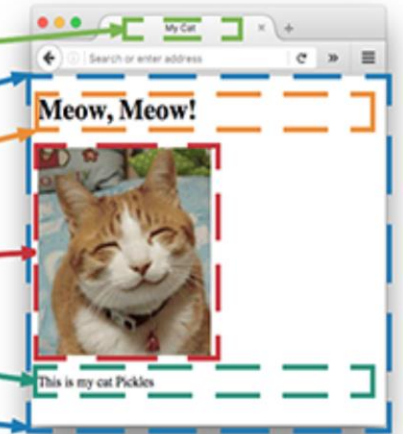 My Cat
Search or enter address
Meow, Meow!
This is my cat Pickles